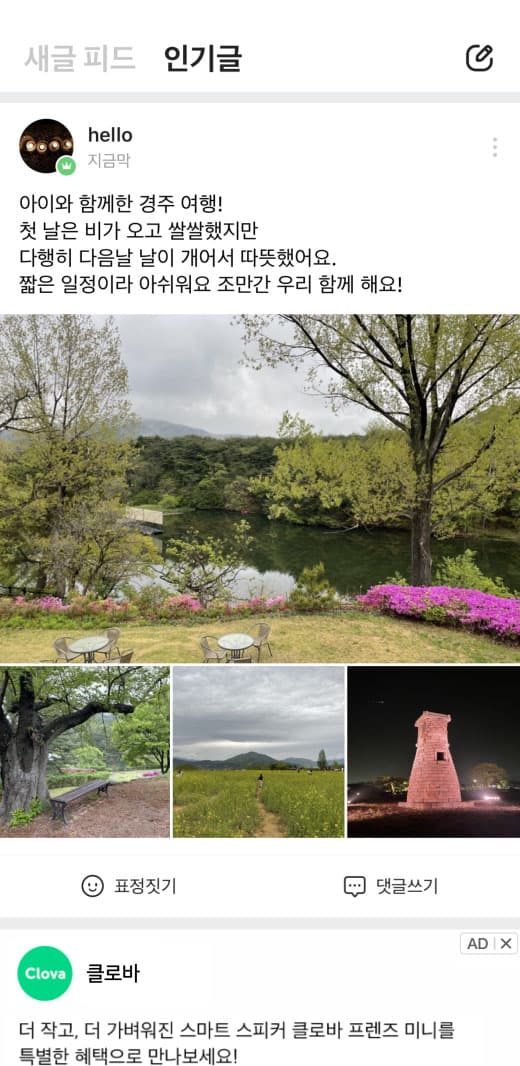 새글 피드 인기글
hello
지금막
아이와 함께한 경주 여행!
첫 날은 비가 오고 쌀쌀했지만
다행히 다음날 날이 개어서 따뜻했어요.
짧은 일정이라 아쉬워요 조만간 우리 함께 해요!
표정짓기 댓글쓰기
AD
Clova 클로바
더 작고, 더 가벼워진 스마트 스피커 클로바 프렌즈 미니를
특별한 혜택으로 만나보세요!